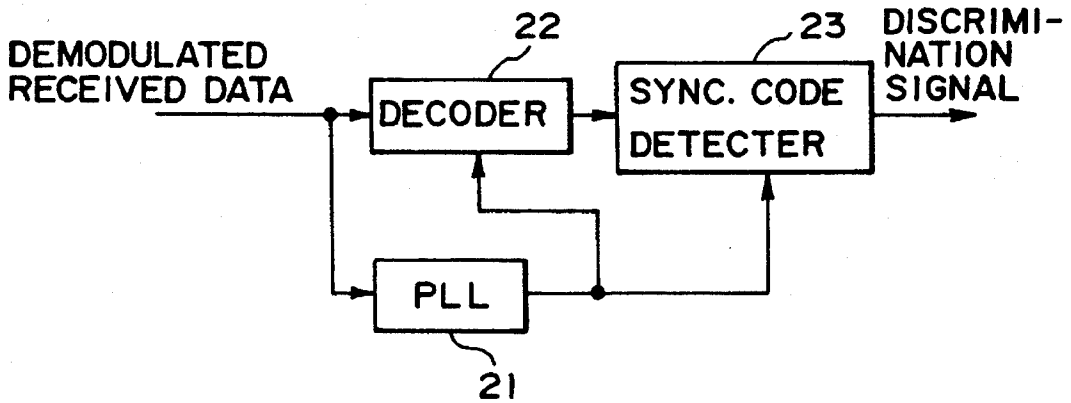 DEMODULATED
RECEIVED DATA
22
DECODER
23
SYNC. CODE
DETECTER
DISCRIMI-
NATION
SIGNAL
PLL
21